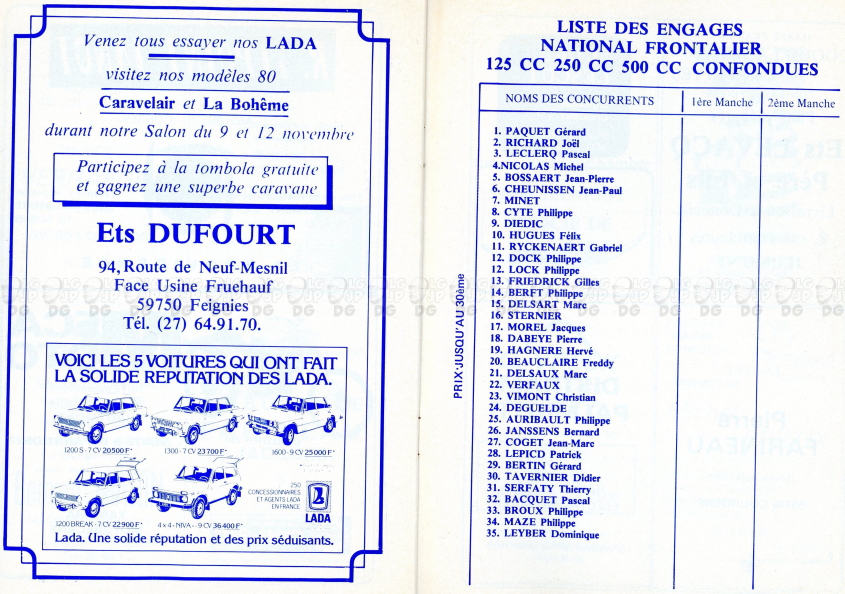 Venez tous essayer nos LADA
visitez nos modèles 80
Caravelair et La Bohême
durant notre Salon du 9 et 12 novembre
Participez à la tombola gratuite
et gagnez une superbe caravane
Ets DUFOURT
94, Route de Neuf-Mesnil
Face Usine Fruehauf
59750 Feignies
Tél. (27) 64.91.70.
VOICI LES 5 VOITURES QUI ONT FAIT
LA SOLIDE REPUTATION DES LADA.
1200 S - 7 CV 20500 F*
1300 - 7 CV 23700 F*
1600 - 9 CV 25000 F*
1200 BREAK - 7 CV 22900 F*
4 x 4 - NIVA - 9 CV 36400 F*
250
CONCESSIONNAIRES
ET AGENTS LADA
EN FRANCE
LADA
Lada. Une solide réputation et des prix séduisants.
LISTE DES ENGAGES
NATIONAL FRONTALIER
125 CC 250 CC 500 CC CONFONDUES
NOMS DES CONCURRENTS
1ère Manche
2ème Manche
PRIX JUSQU'AU 30ème
1. PAQUET Gérard
2. RICHARD Joël
3. LECLERQ Pascal
4.NICOLAS Michel
5. BOSSAERT Jean-Pierre
6. CHEUNISSEN Jean-Paul
7. MINET
8. CYTE Philippe
9. DIEDIC
10. HUGUES Félix
11. RYCKENAERT Gabriel
12. DOCK Philippe
12. LOCK Philippe
13. FRIEDRICK Gilles
14. BERFT Philippe
15. DELSART Marc
16. STERNIER
17. MOREL Jacques
18. DABEYE Pierre
19. HAGNERE Hervé
20. BEAUCLAIRE Freddy
21. DELSAUX Marc
22. VERFAUX
23. VIMONT Christian
24. DEGUELDE
25. AURIBAULT Philippe
26. JANSSENS Bernard
27. COGET Jean-Marc
28. LEPICD Patrick
29. BERTIN Gérard
30. TAVERNIER Didier
31. SERFATY Thierry
32. BACQUET Pascal
33. BROUX Philippe
34. MAZE Philippe
35. LEYBER Dominique